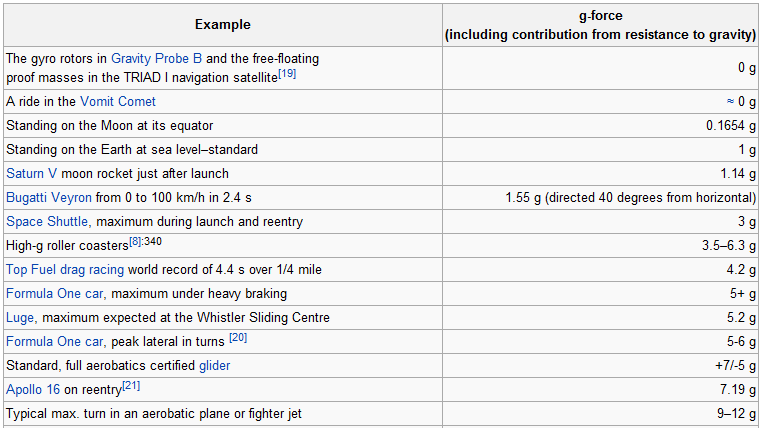 Example
g-force
(including contribution from resistance to gravity)
The gyro rotors in Gravity Probe B and the free-floating
proof masses in the TRIAD I navigation satellite[19]
0 g
A ride in the Vomit Comet
≈ 0 g
Standing on the Moon at its equator
0.1654 g
Standing on the Earth at sea level–standard
1 g
Saturn V moon rocket just after launch
1.14 g
Bugatti Veyron from 0 to 100 km/h in 2.4 s
1.55 g (directed 40 degrees from horizontal)
Space Shuttle, maximum during launch and reentry
3 g
High-g roller coasters[8]:340
3.5–6.3 g
Top Fuel drag racing world record of 4.4 s over 1/4 mile
4.2 g
Formula One car, maximum under heavy braking
5+ g
Luge, maximum expected at the Whistler Sliding Centre
5.2 g
Formula One car, peak lateral in turns [20]
5-6 g
Standard, full aerobatics certified glider
+7/-5 g
Apollo 16 on reentry[21]
7.19 g
Typical max. turn in an aerobatic plane or fighter jet
9–12 g